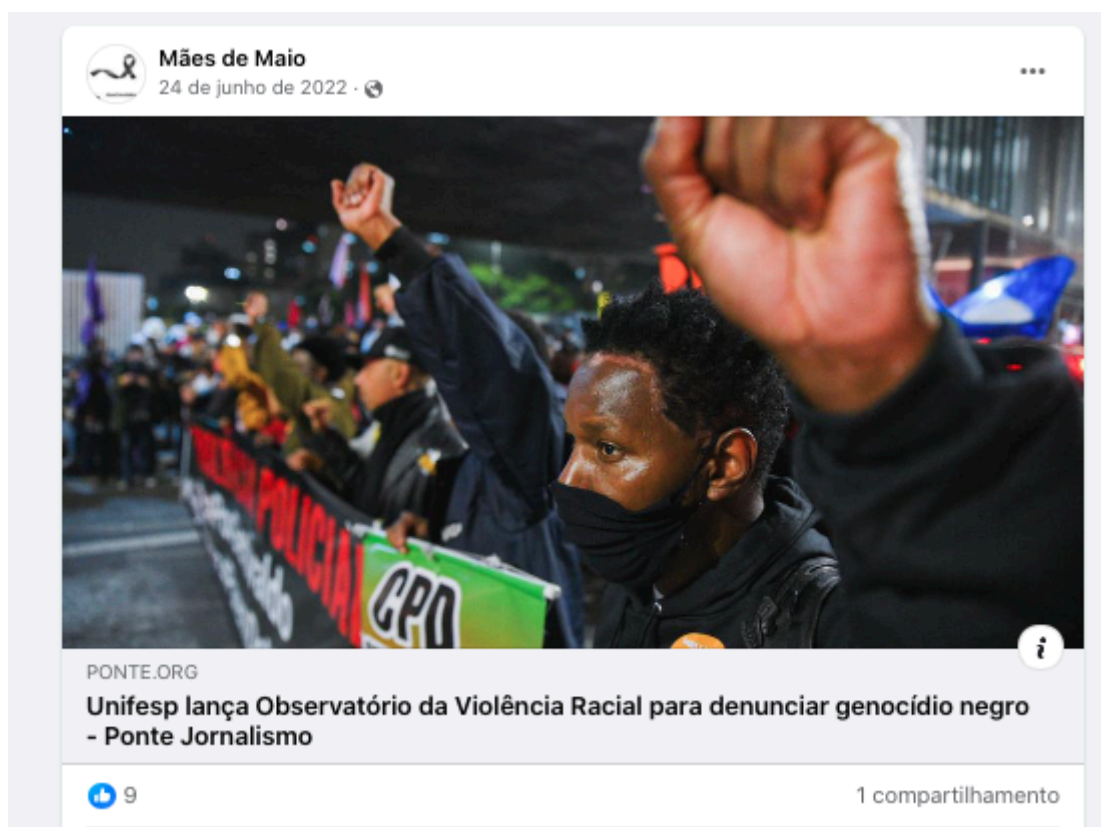 Mães de Maio
24 de junho de 2022 ·
PONTE.ORG
Unifesp lança Observatório da Violência Racial para denunciar genocídio negro
- Ponte Jornalismo
POLICIAL
CPD
9
1 compartilhamento